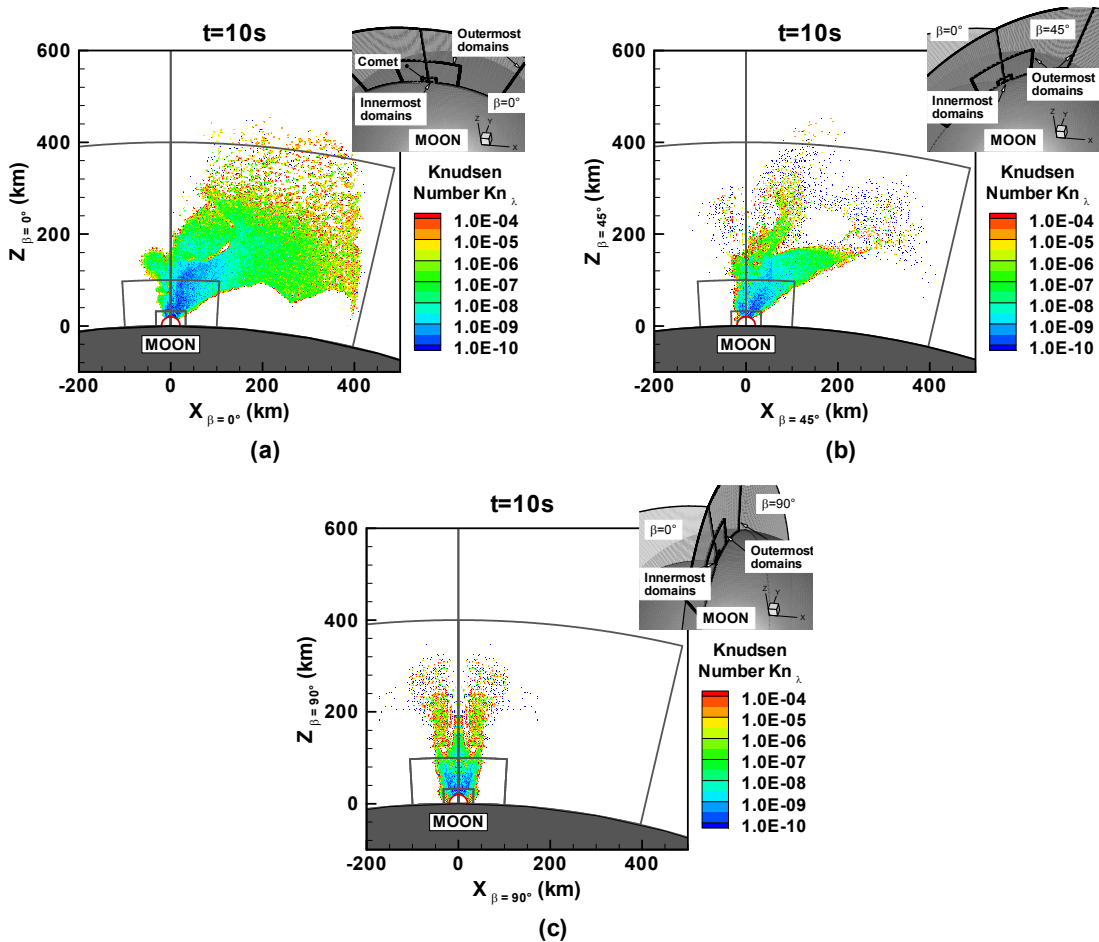 t=10s
600
400
200
0
Z β = 0° (km)
-200
0
200
400
X β = 0° (km)
MOON
Comet
Outermost
domains
Innermost
domains
β=0°
MOON
Z
Y
X
Knudsen
Number Kn λ
1.0E-04
1.0E-05
1.0E-06
1.0E-07
1.0E-08
1.0E-09
1.0E-10
(a)
t=10s
600
400
200
0
Z β = 45° (km)
-200
0
200
400
X β = 45° (km)
MOON
β=0°
β=45°
Outermost
domains
Innermost
domains
MOON
Z
Y
X
Knudsen
Number Kn λ
1.0E-04
1.0E-05
1.0E-06
1.0E-07
1.0E-08
1.0E-09
1.0E-10
(b)
t=10s
600
400
200
0
Z β = 90° (km)
-200
0
200
400
X β = 90° (km)
MOON
β=90°
β=0°
Outermost
domains
Innermost
domains
MOON
Z
Y
X
Knudsen
Number Kn λ
1.0E-04
1.0E-05
1.0E-06
1.0E-07
1.0E-08
1.0E-09
1.0E-10
(c)